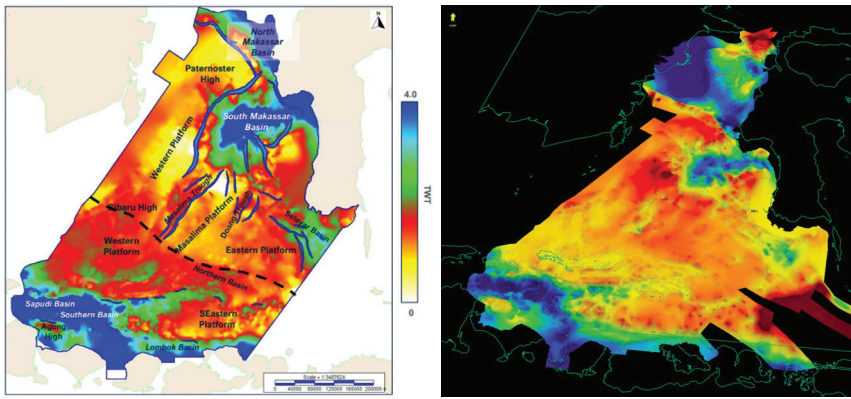 N
North
Makassar
Basin
Paternoster
High
4.0
South Makassar
Basin
Western Platform
TWT
Masalima Trough
Sibaru High
Masalima Platform
Doang Trough
Selayar Basin
Western
Platform
Eastern Platform
Northern Basin
Sapudi Basin
Southern Basin
SEastern
Platform
Agung
High
Lombok Basin
0
Scale = 1:3487624
0 40000 80000 120000 160000 200000 m